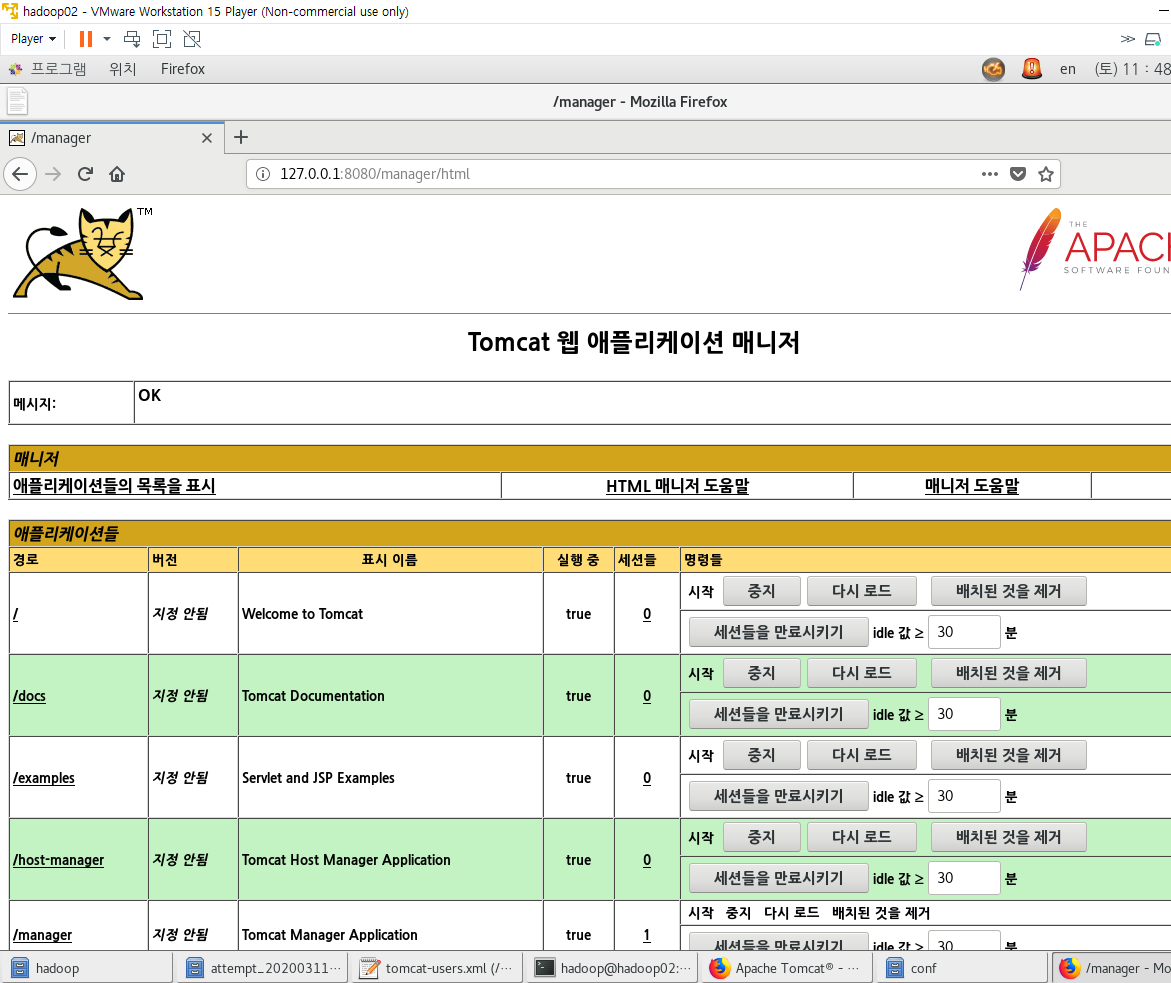 hadoop02 - VMware Workstation 15 Player (Non-commercial use only)
Player
프로그램 위치 Firefox en (토) 11 : 48
/manager - Mozilla Firefox
/manager
127.0.0.1:8080/manager/html
TM
THE
APACH
SOFTWARE FOUN
Tomcat 웹 애플리케이션 매니저
메시지: OK
매니저
애플리케이션들의 목록을 표시 HTML 매니저 도움말 매니저 도움말
애플리케이션들
경로 버전 표시 이름 실행 중 세션들 명령들
시작 중지 다시 로드 배치된 것을 제거
/ 지정 안됨 Welcome to Tomcat true 0
세션들을 만료시키기 idle 값 ≥ 30 분
시작 중지 다시 로드 배치된 것을 제거
/docs 지정 안됨 Tomcat Documentation true 0
세션들을 만료시키기 idle 값 ≥ 30 분
시작 중지 다시 로드 배치된 것을 제거
/examples 지정 안됨 Servlet and JSP Examples true 0
세션들을 만료시키기 idle 값 ≥ 30 분
시작 중지 다시 로드 배치된 것을 제거
/host-manager 지정 안됨 Tomcat Host Manager Application true 0
세션들을 만료시키기 idle 값 ≥ 30 분
시작 중지 다시 로드 배치된 것을 제거
/manager 지정 안됨 Tomcat Manager Application true 1
세션들을 만료시키기 idle 값 ≥ 30 분
hadoop attempt_20200311··· tomcat-users.xml (/··· hadoop@hadoop02:··· Apache Tomcat® - ··· conf /manager - Mo